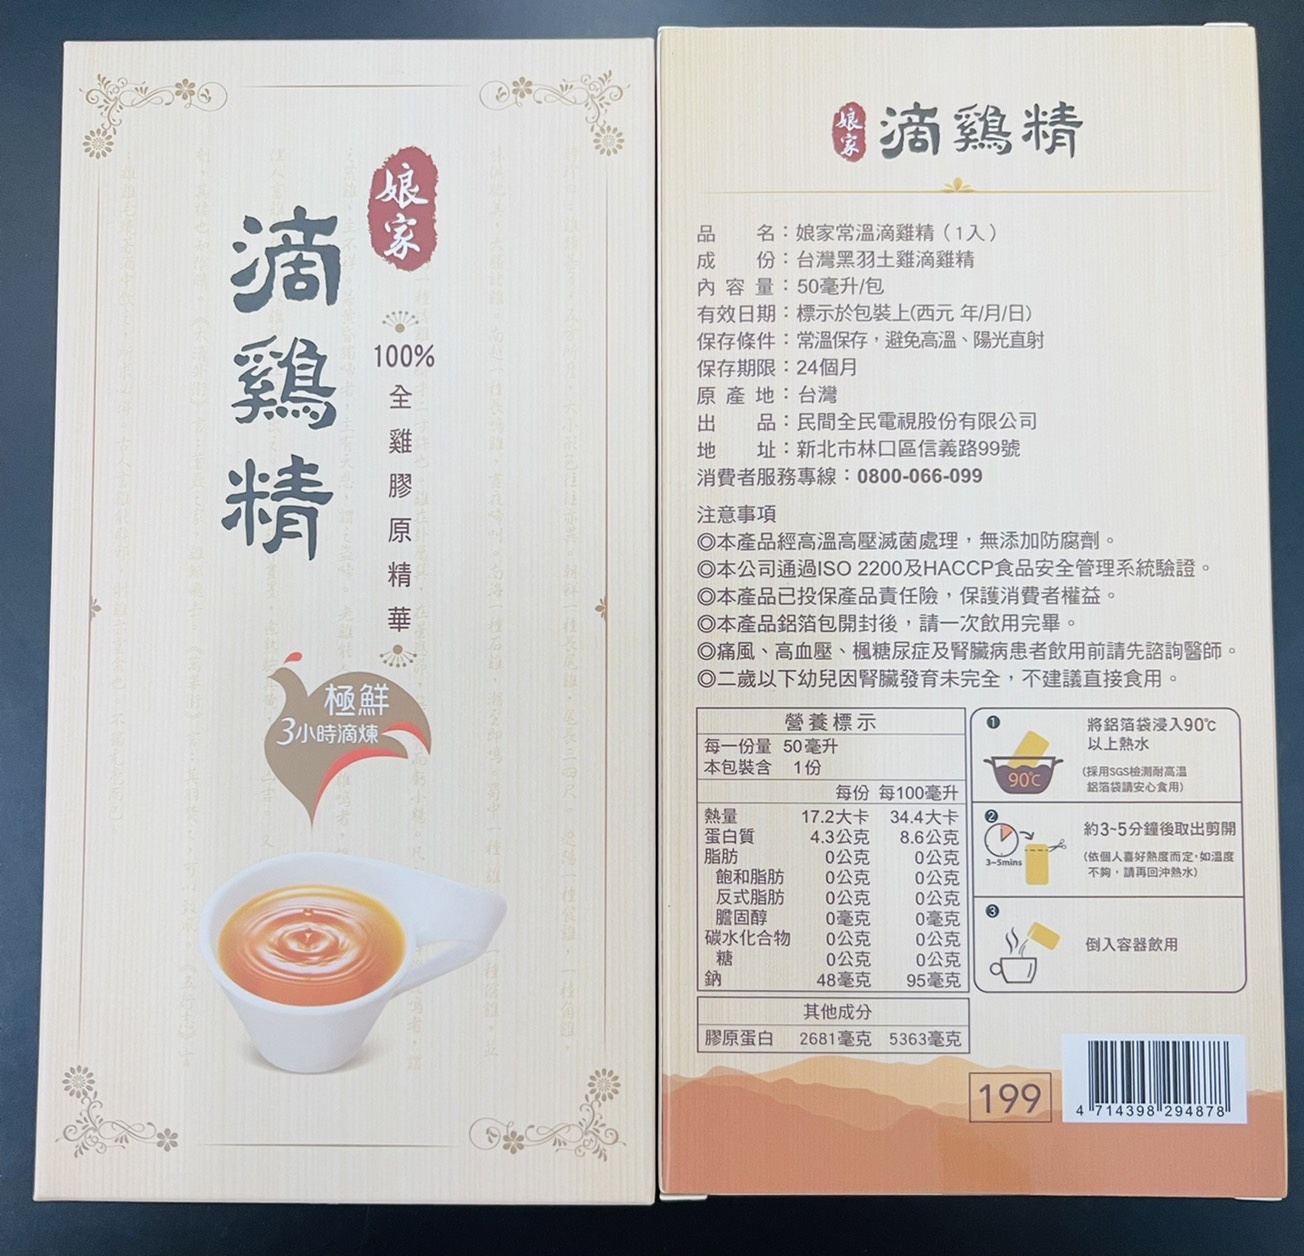 娘家
滴鷄精
100%全雞膠原精華
極鮮
3小時滴煉
娘家 滴鷄精
品名：娘家常溫滴雞精（1入）
成份：台灣黑羽土雞滴雞精
內容量：50毫升/包
有效日期：標示於包裝上(西元 年/月/日)
保存條件：常溫保存，避免高溫、陽光直射
保存期限：24個月
原產地：台灣
出品：民間全民電視股份有限公司
地址：新北市林口區信義路99號
消費者服務專線：0800-066-099
注意事項
◎本產品經高溫高壓滅菌處理，無添加防腐劑。
◎本公司通過ISO 2200及HACCP食品安全管理系統驗證。
◎本產品已投保產品責任險，保護消費者權益。
◎本產品鋁箔包開封後，請一次飲用完畢。
◎痛風、高血壓、楓糖尿症及腎臟病患者飲用前請先諮詢醫師。
◎二歲以下幼兒因腎臟發育未完全，不建議直接食用。
營養標示
每一份量 50毫升
本包裝含 1份
每份 每100毫升
熱量 17.2大卡 34.4大卡
蛋白質 4.3公克 8.6公克
脂肪 0公克 0公克
飽和脂肪 0公克 0公克
反式脂肪 0公克 0公克
膽固醇 0毫克 0毫克
碳水化合物 0公克 0公克
糖 0公克 0公克
鈉 48毫克 95毫克
其他成分
膠原蛋白 2681毫克 5363毫克
1
90℃
將鋁箔袋浸入90℃
以上熱水
(採用SGS檢測耐高溫
鋁箔袋請安心食用)
2
3~5mins
約3~5分鐘後取出剪開
(依個人喜好熱度而定，如溫度
不夠，請再回沖熱水)
3
倒入容器飲用
199
4 714398 294878